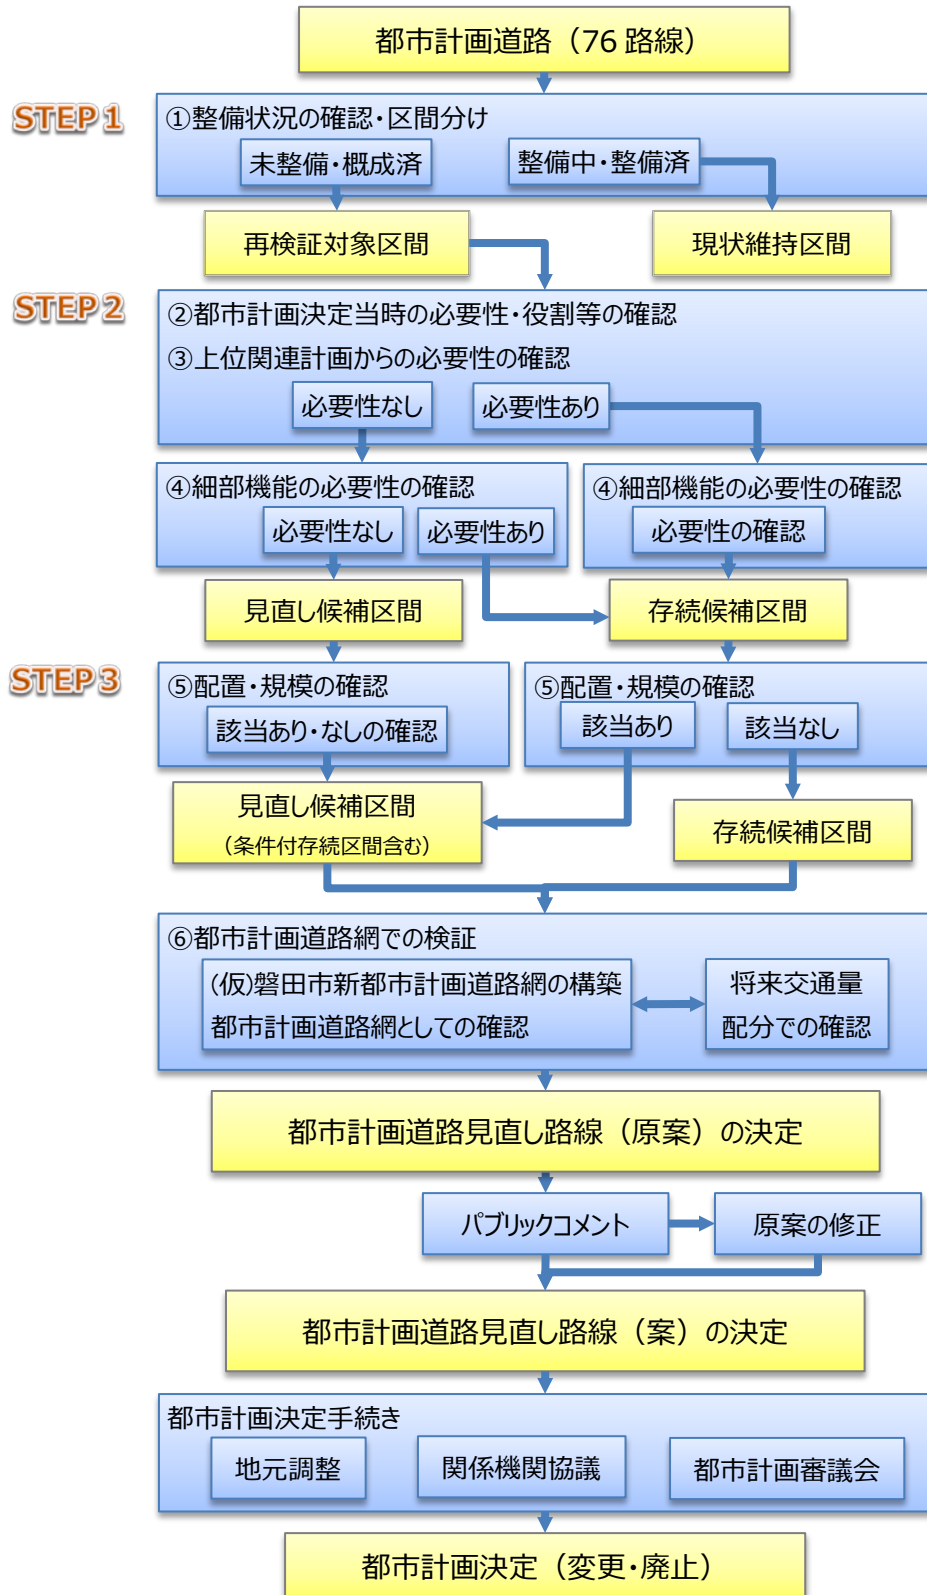 都市計画道路（76 路線）
STEP 1
①整備状況の確認・区間分け
未整備・概成済
整備中・整備済
再検証対象区間
現状維持区間
STEP 2
②都市計画決定当時の必要性・役割等の確認
③上位関連計画からの必要性の確認
必要性なし
必要性あり
④細部機能の必要性の確認
必要性なし
必要性あり
④細部機能の必要性の確認
必要性の確認
見直し候補区間
存続候補区間
STEP 3
⑤配置・規模の確認
該当あり・なしの確認
⑤配置・規模の確認
該当あり
該当なし
見直し候補区間
（条件付存続区間含む）
存続候補区間
⑥都市計画道路網での検証
(仮)磐田市新都市計画道路網の構築
都市計画道路網としての確認
将来交通量
配分での確認
都市計画道路見直し路線（原案）の決定
パブリックコメント
原案の修正
都市計画道路見直し路線（案）の決定
都市計画決定手続き
地元調整
関係機関協議
都市計画審議会
都市計画決定（変更・廃止）